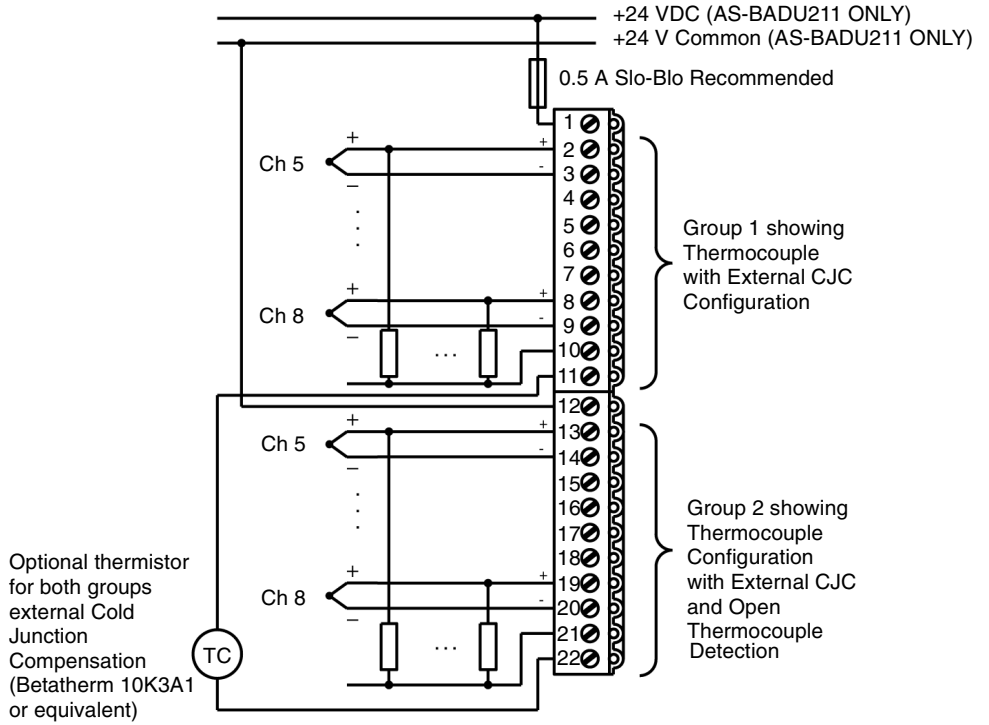 +24 VDC (AS-BADU211 ONLY)
+24 V Common (AS-BADU211 ONLY)
0.5 A Slo-Blo Recommended
1
+
Ch 5
–
+
2
-
3
4
5
6
7
+
Ch 8
–
+
8
-
9
...
10
11
Group 1 showing
Thermocouple
with External CJC
Configuration
12
+
Ch 5
–
+
13
-
14
15
16
17
18
+
Ch 8
–
+
19
-
20
...
21
22
Group 2 showing
Thermocouple
Configuration
with External CJC
and Open
Thermocouple
Detection
Optional thermistor
for both groups
external Cold
Junction
Compensation
(Betatherm 10K3A1
or equivalent)
TC